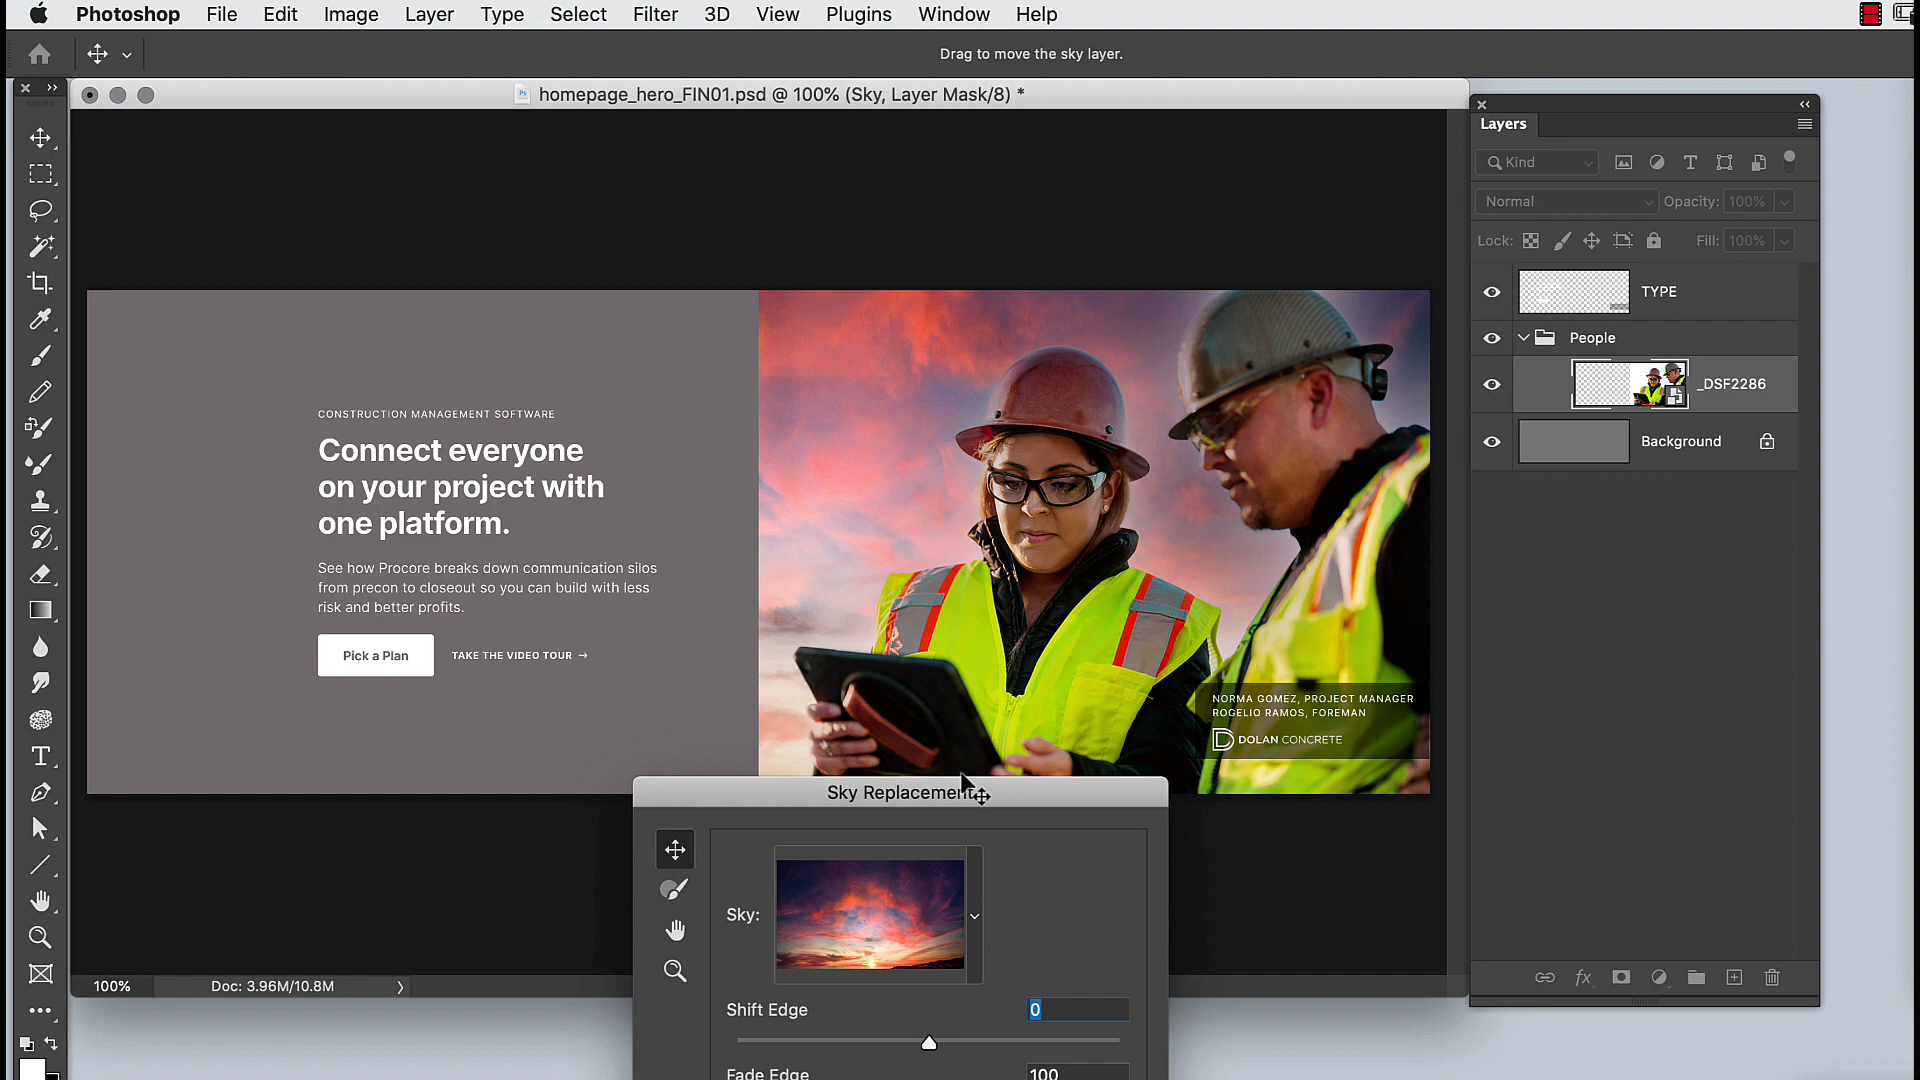 Photoshop File Edit Image Layer Type Select Filter 3D View Plugins Window Help
Drag to move the sky layer.
homepage_hero_FIN01.psd @ 100% (Sky, Layer Mask/8) *
Layers
Kind
Normal Opacity: 100%
Lock: Fill: 100%
TYPE
People
_DSF2286
Background
CONSTRUCTION MANAGEMENT SOFTWARE
Connect everyone
on your project with
one platform.
See how Procore breaks down communication silos
from precon to closeout so you can build with less
risk and better profits.
Pick a Plan TAKE THE VIDEO TOUR →
NORMA GOMEZ, PROJECT MANAGER
ROGELIO RAMOS, FOREMAN
DOLAN CONCRETE
Sky Replacement
Sky:
Shift Edge 0
Fade Edge 100
100% Doc: 3.96M/10.8M